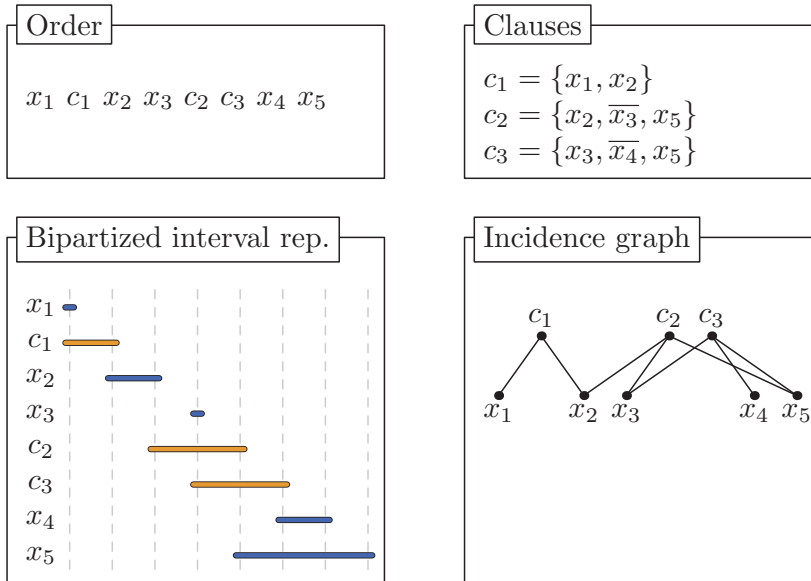 Order
x₁ c₁ x₂ x₃ c₂ c₃ x₄ x₅
Clauses
c₁ = {x₁, x₂}
c₂ = {x₂, x̅₃, x₅}
c₃ = {x₃, x̅₄, x₅}
Bipartized interval rep.
x₁
c₁
x₂
x₃
c₂
c₃
x₄
x₅
Incidence graph
c₁ c₂ c₃
x₁ x₂ x₃ x₄ x₅